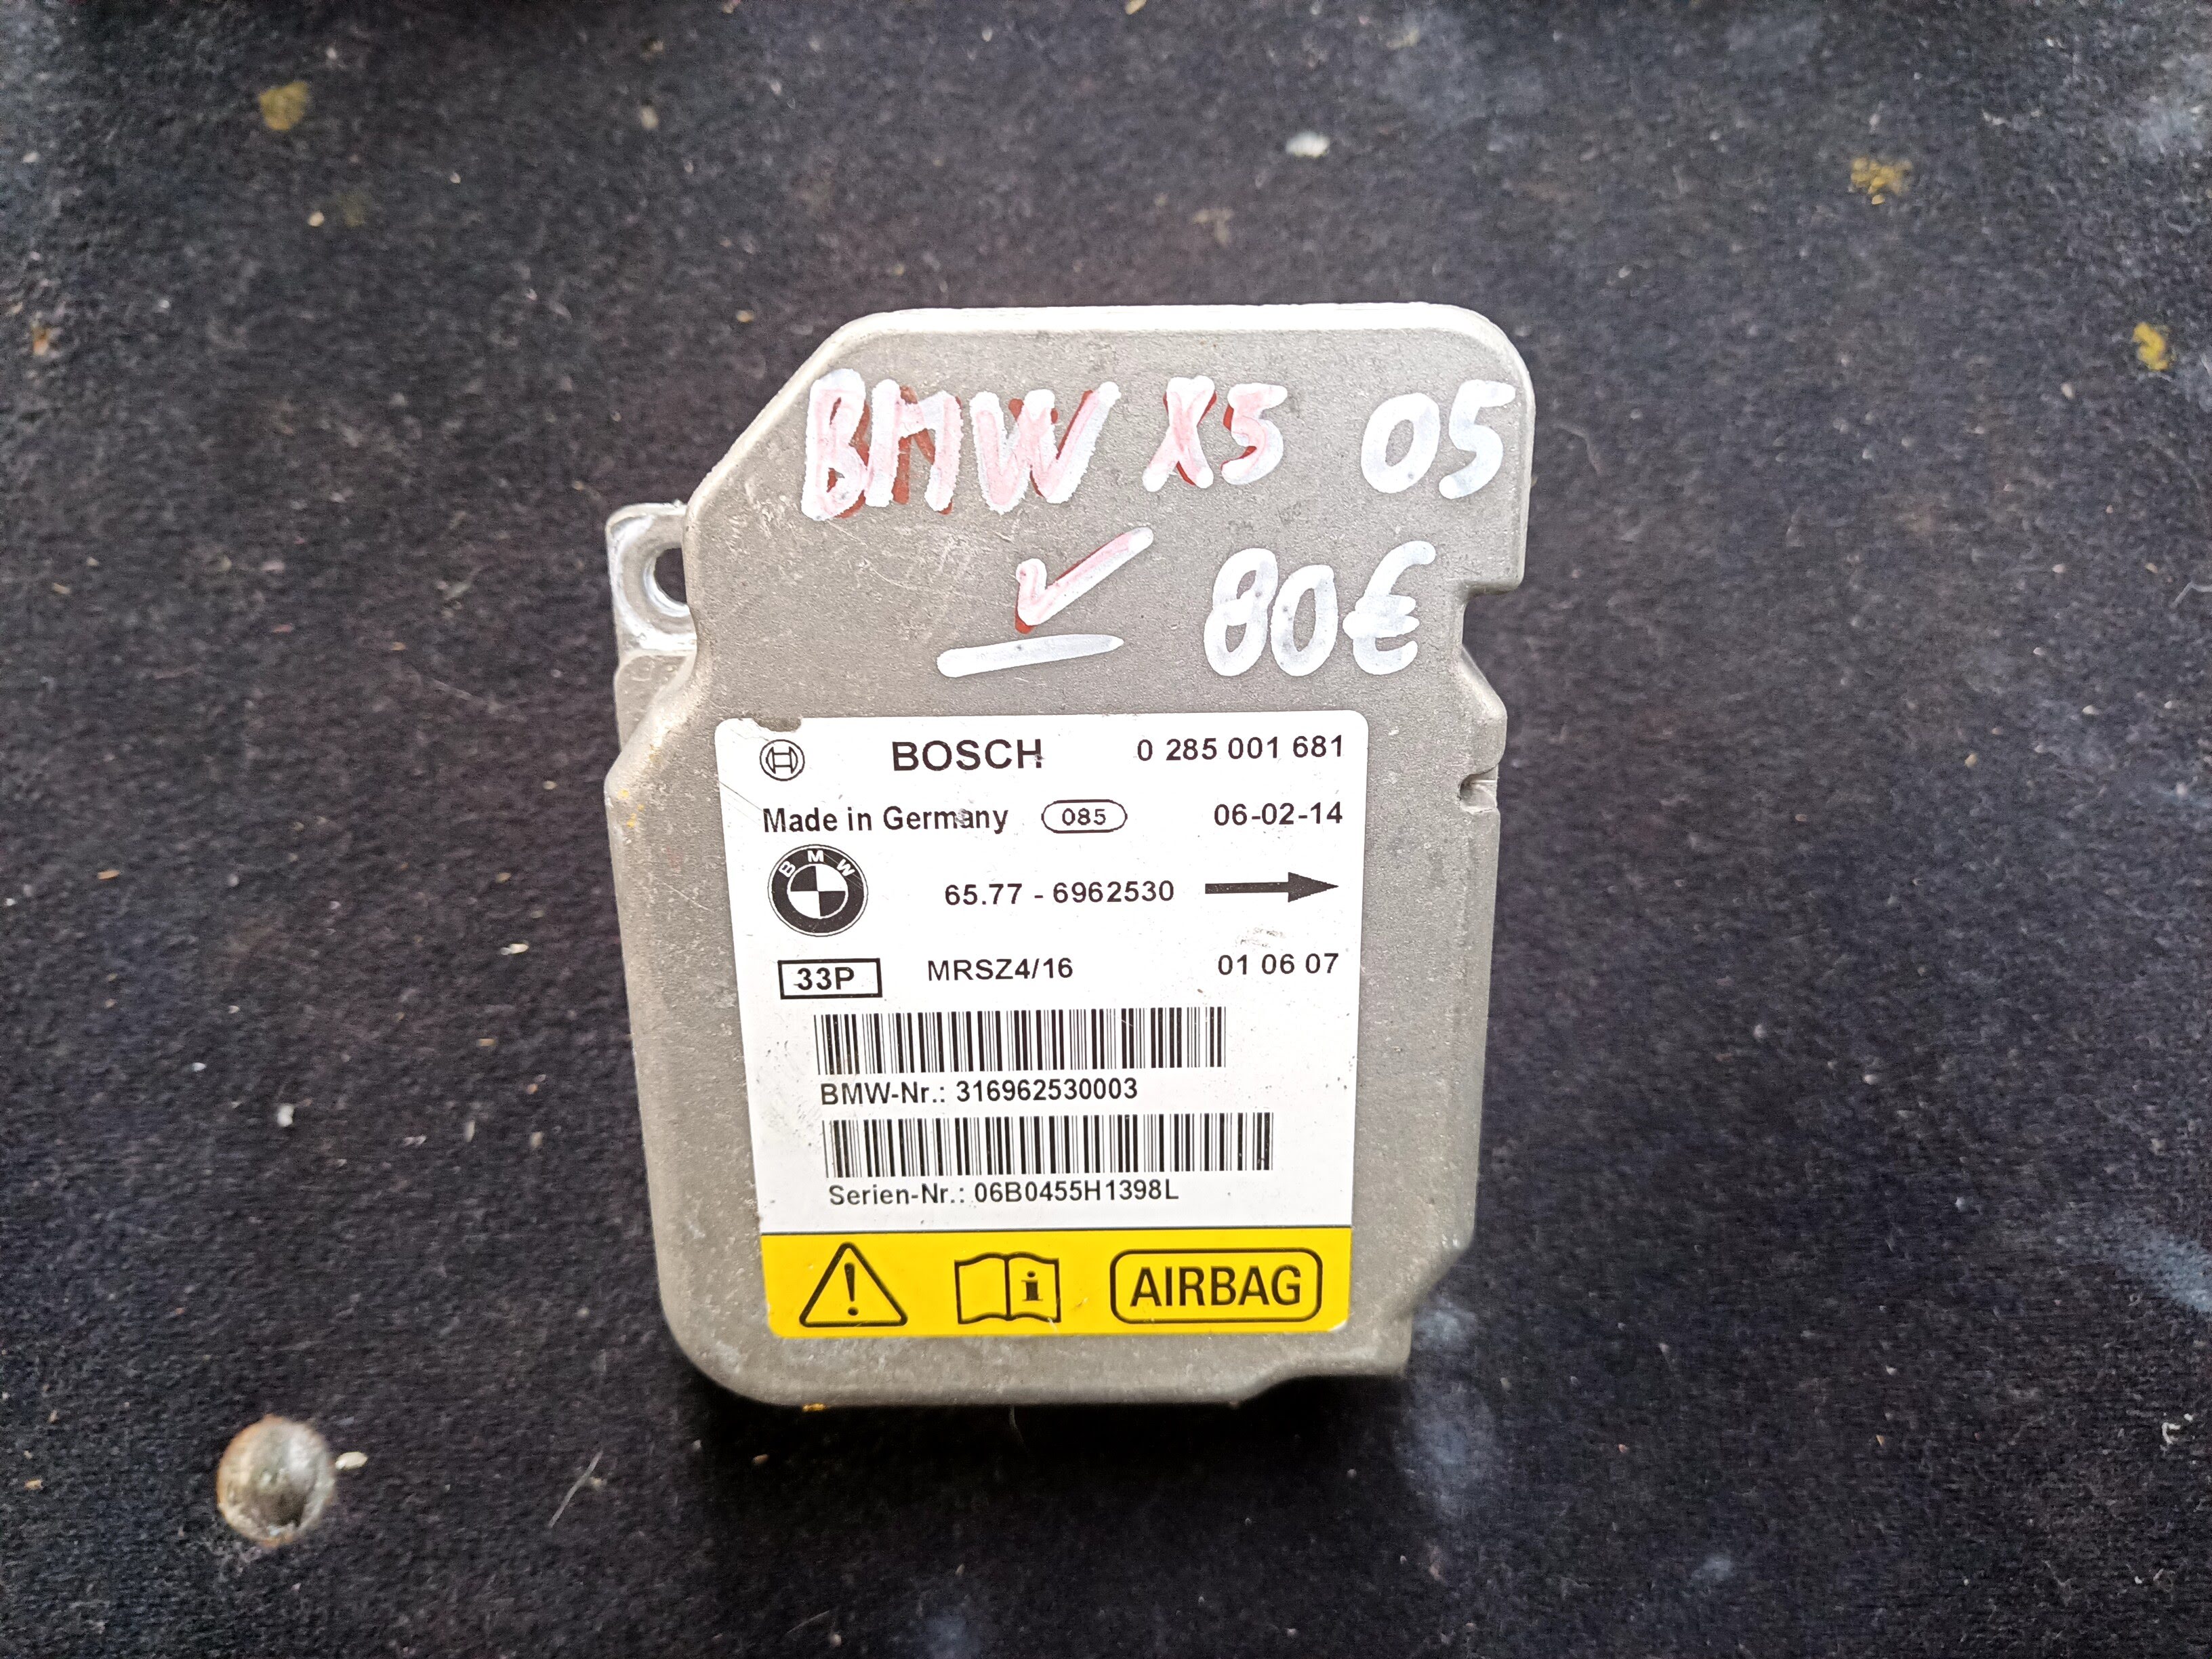 BMW X5 05
80€
BOSCH 0 285 001 681
Made in Germany 085 06-02-14
BMW
65.77 - 6962530
33P MRSZ4/16 01 06 07
BMW-Nr.: 316962530003
Serien-Nr.: 06B0455H1398L
AIRBAG